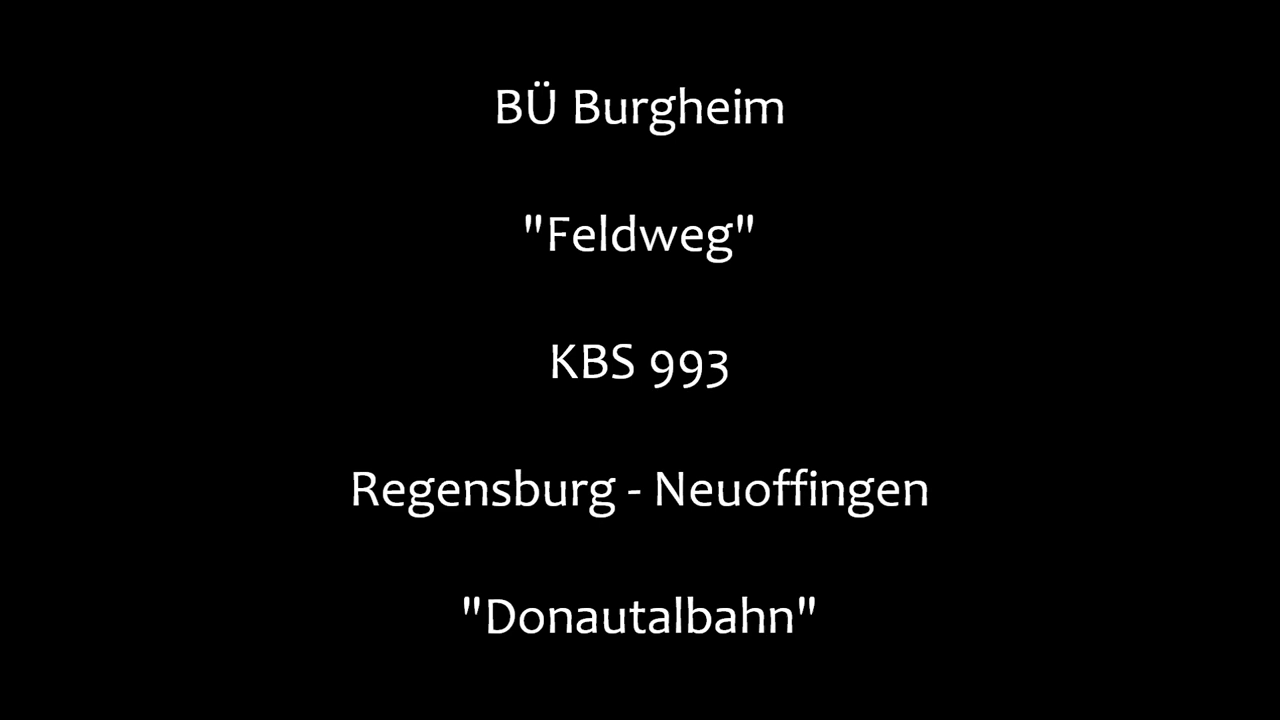 BÜ Burgheim
"Feldweg"
KBS 993
Regensburg - Neuoffingen
"Donautalbahn"